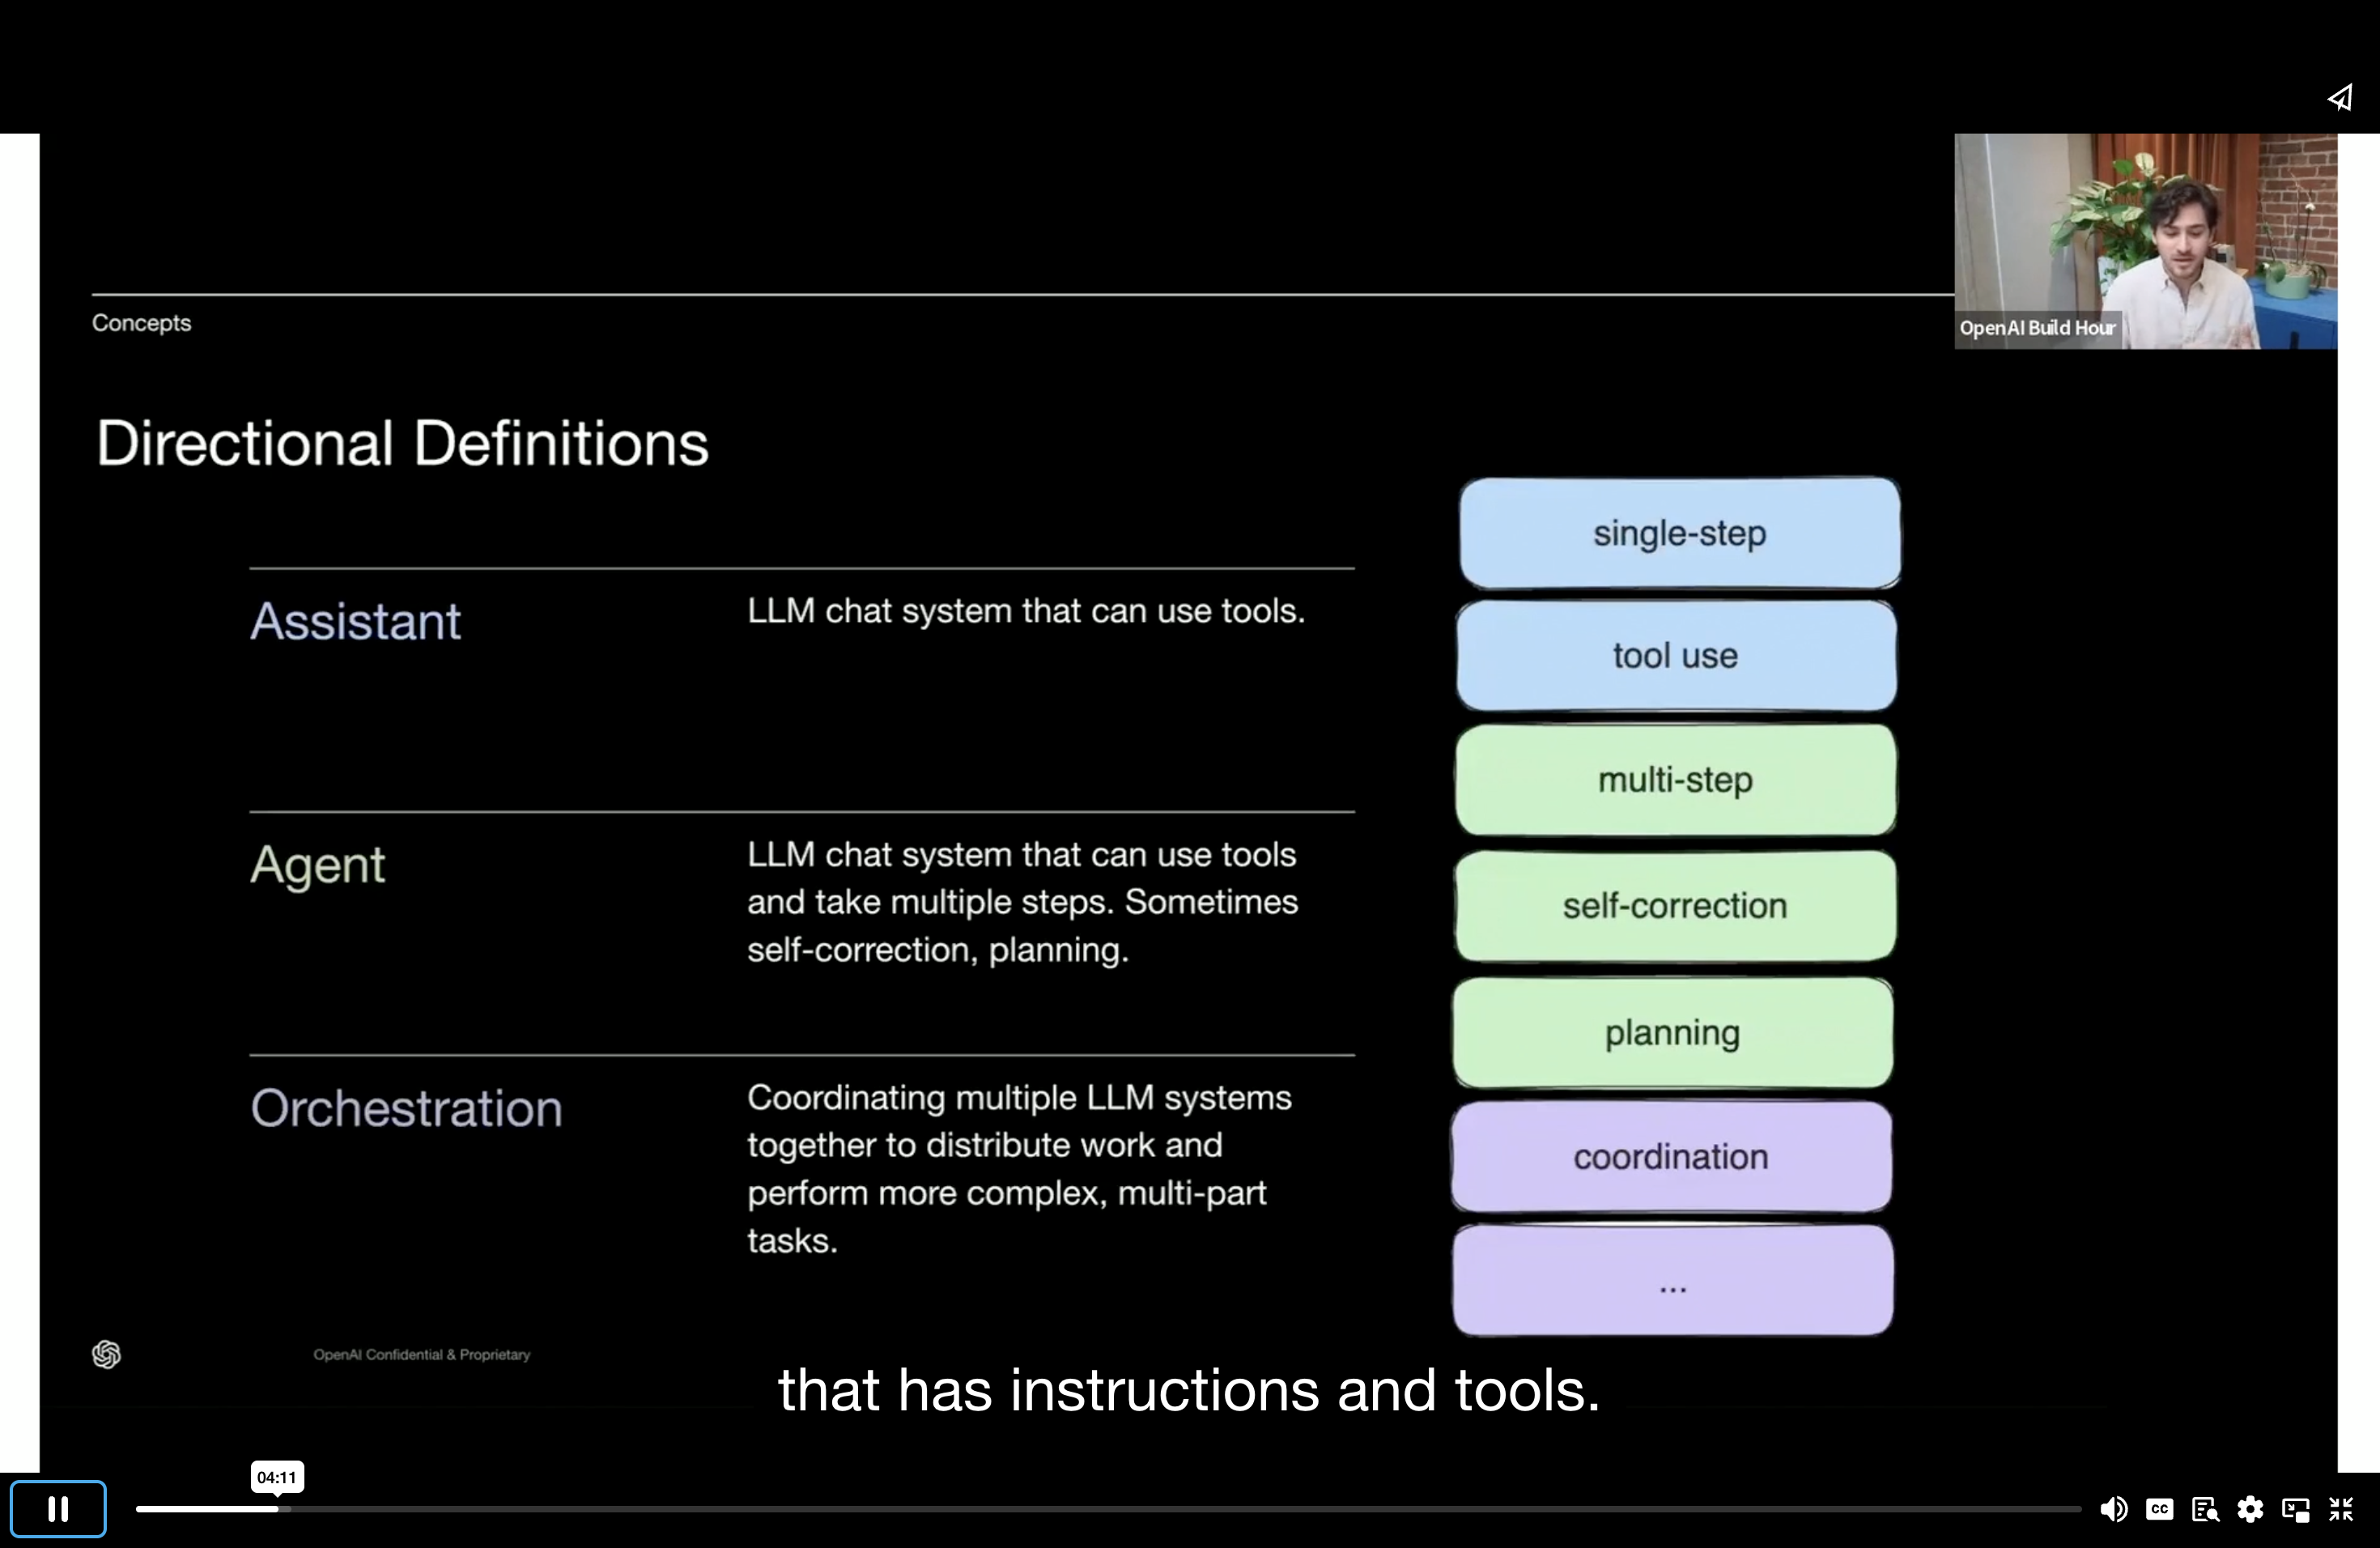 OpenAI Build Hour
Concepts
Directional Definitions
Assistant
LLM chat system that can use tools.
Agent
LLM chat system that can use tools
and take multiple steps. Sometimes
self-correction, planning.
Orchestration
Coordinating multiple LLM systems
together to distribute work and
perform more complex, multi-part
tasks.
single-step
tool use
multi-step
self-correction
planning
coordination
...
OpenAI Confidential & Proprietary
that has instructions and tools.
04:11
CC